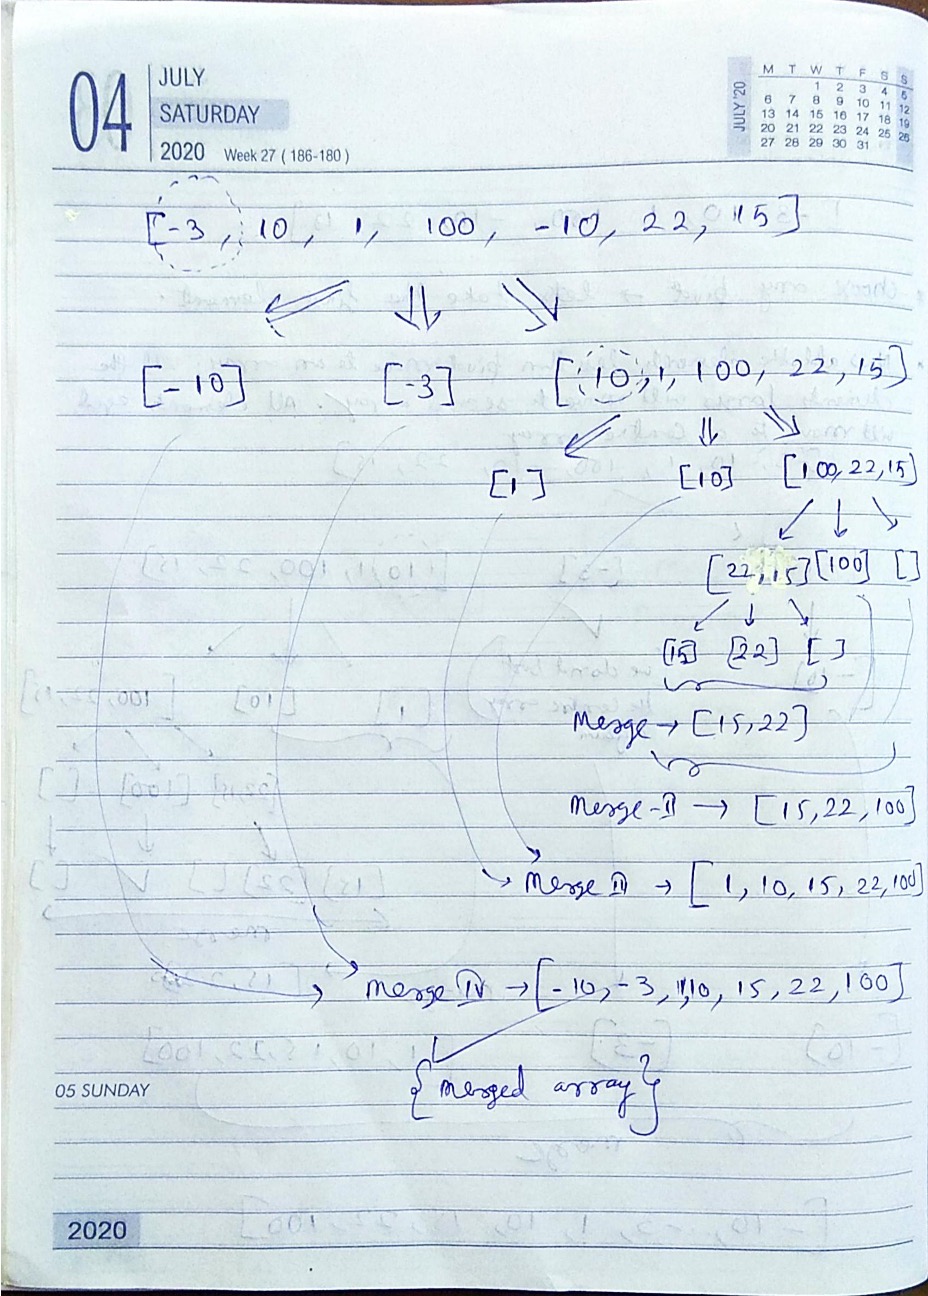 04 JULY
SATURDAY
2020 Week 27 ( 186-180 )
JULY '20
M T W T F S S
1 2 3 4 5
6 7 8 9 10 11 12
13 14 15 16 17 18 19
20 21 22 23 24 25 26
27 28 29 30 31
[-3, 10, 1, 100, -10, 22, 15]
[-10] [-3] [10, 1, 100, 22, 15]
[1] [10] [100, 22, 15]
[22, 15] [100] []
[15] [22] [ ]
Merge → [15, 22]
Merge-II → [15, 22, 100]
Merge III → [1, 10, 15, 22, 100]
Merge IV → [-10, -3, 1, 10, 15, 22, 100]
{merged array}
05 SUNDAY
2020